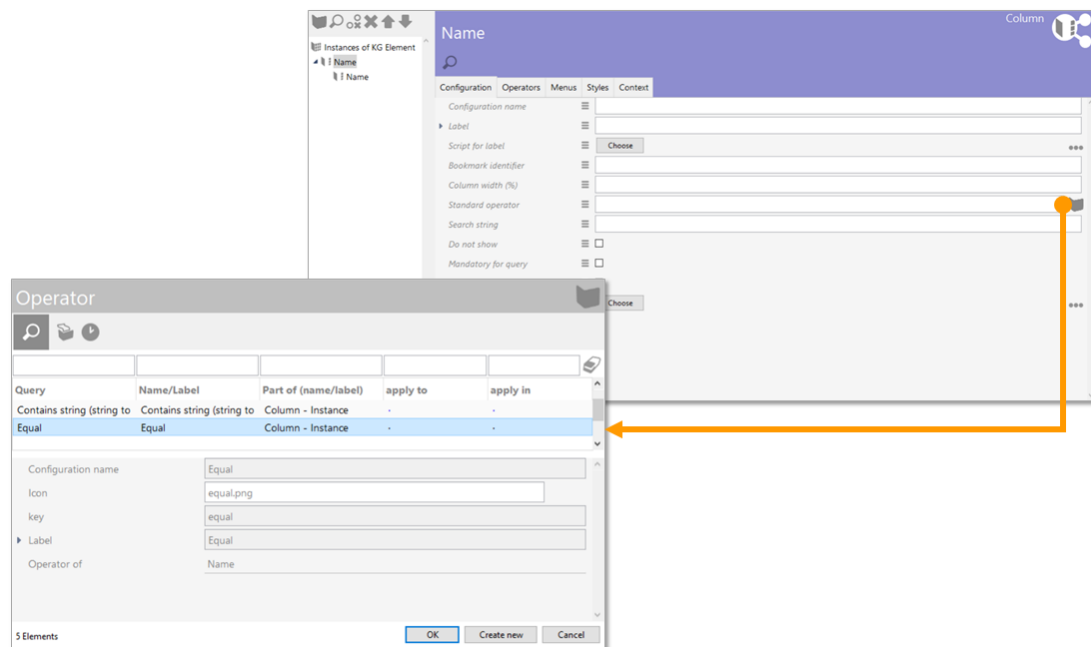 Column
Name
Instances of KG Element
Name
Name
Configuration Operators Menus Styles Context
Configuration name
Label
Script for label Choose
Bookmark identifier
Column width (%)
Standard operator
Search string
Do not show
Mandatory for query
Choose
Operator
Query Name/Label Part of (name/label) apply to apply in
Contains string (string to Contains string (string to Column - Instance - -
Equal Equal Column - Instance - -
Configuration name Equal
Icon equal.png
key equal
Label Equal
Operator of Name
5 Elements OK Create new Cancel